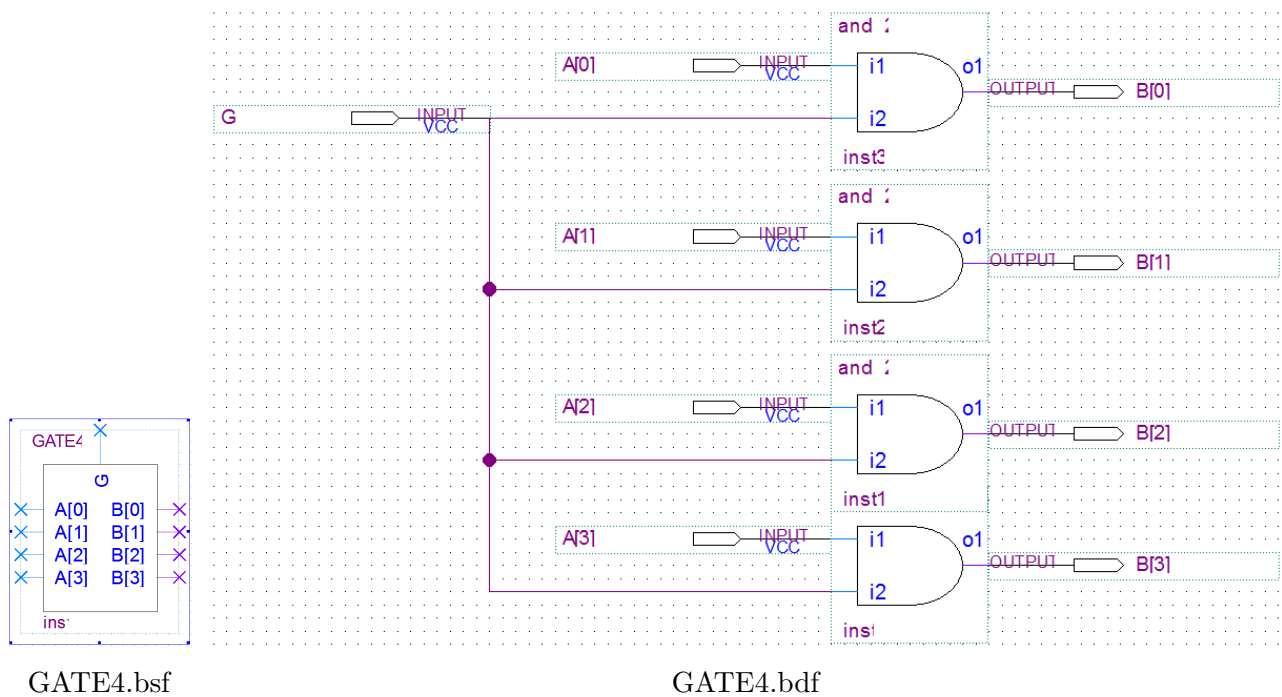 and 2
A[0] INPUT VCC i1 o1
OUTPUT B[0]
G INPUT VCC i2
inst3
and 2
A[1] INPUT VCC i1 o1
OUTPUT B[1]
i2
inst2
and 2
A[2] INPUT VCC i1 o1
OUTPUT B[2]
i2
inst1
A[3] INPUT VCC i1 o1
OUTPUT B[3]
i2
inst
GATE4
G
A[0] B[0]
A[1] B[1]
A[2] B[2]
A[3] B[3]
ins
GATE4.bsf
GATE4.bdf